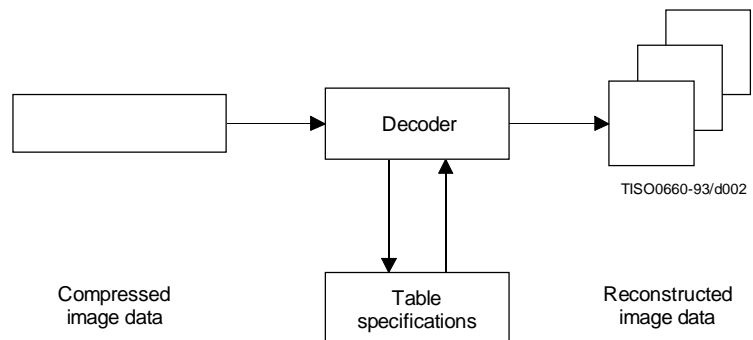 Decoder
TISO0660-93/d002
Compressed
image data
Table
specifications
Reconstructed
image data